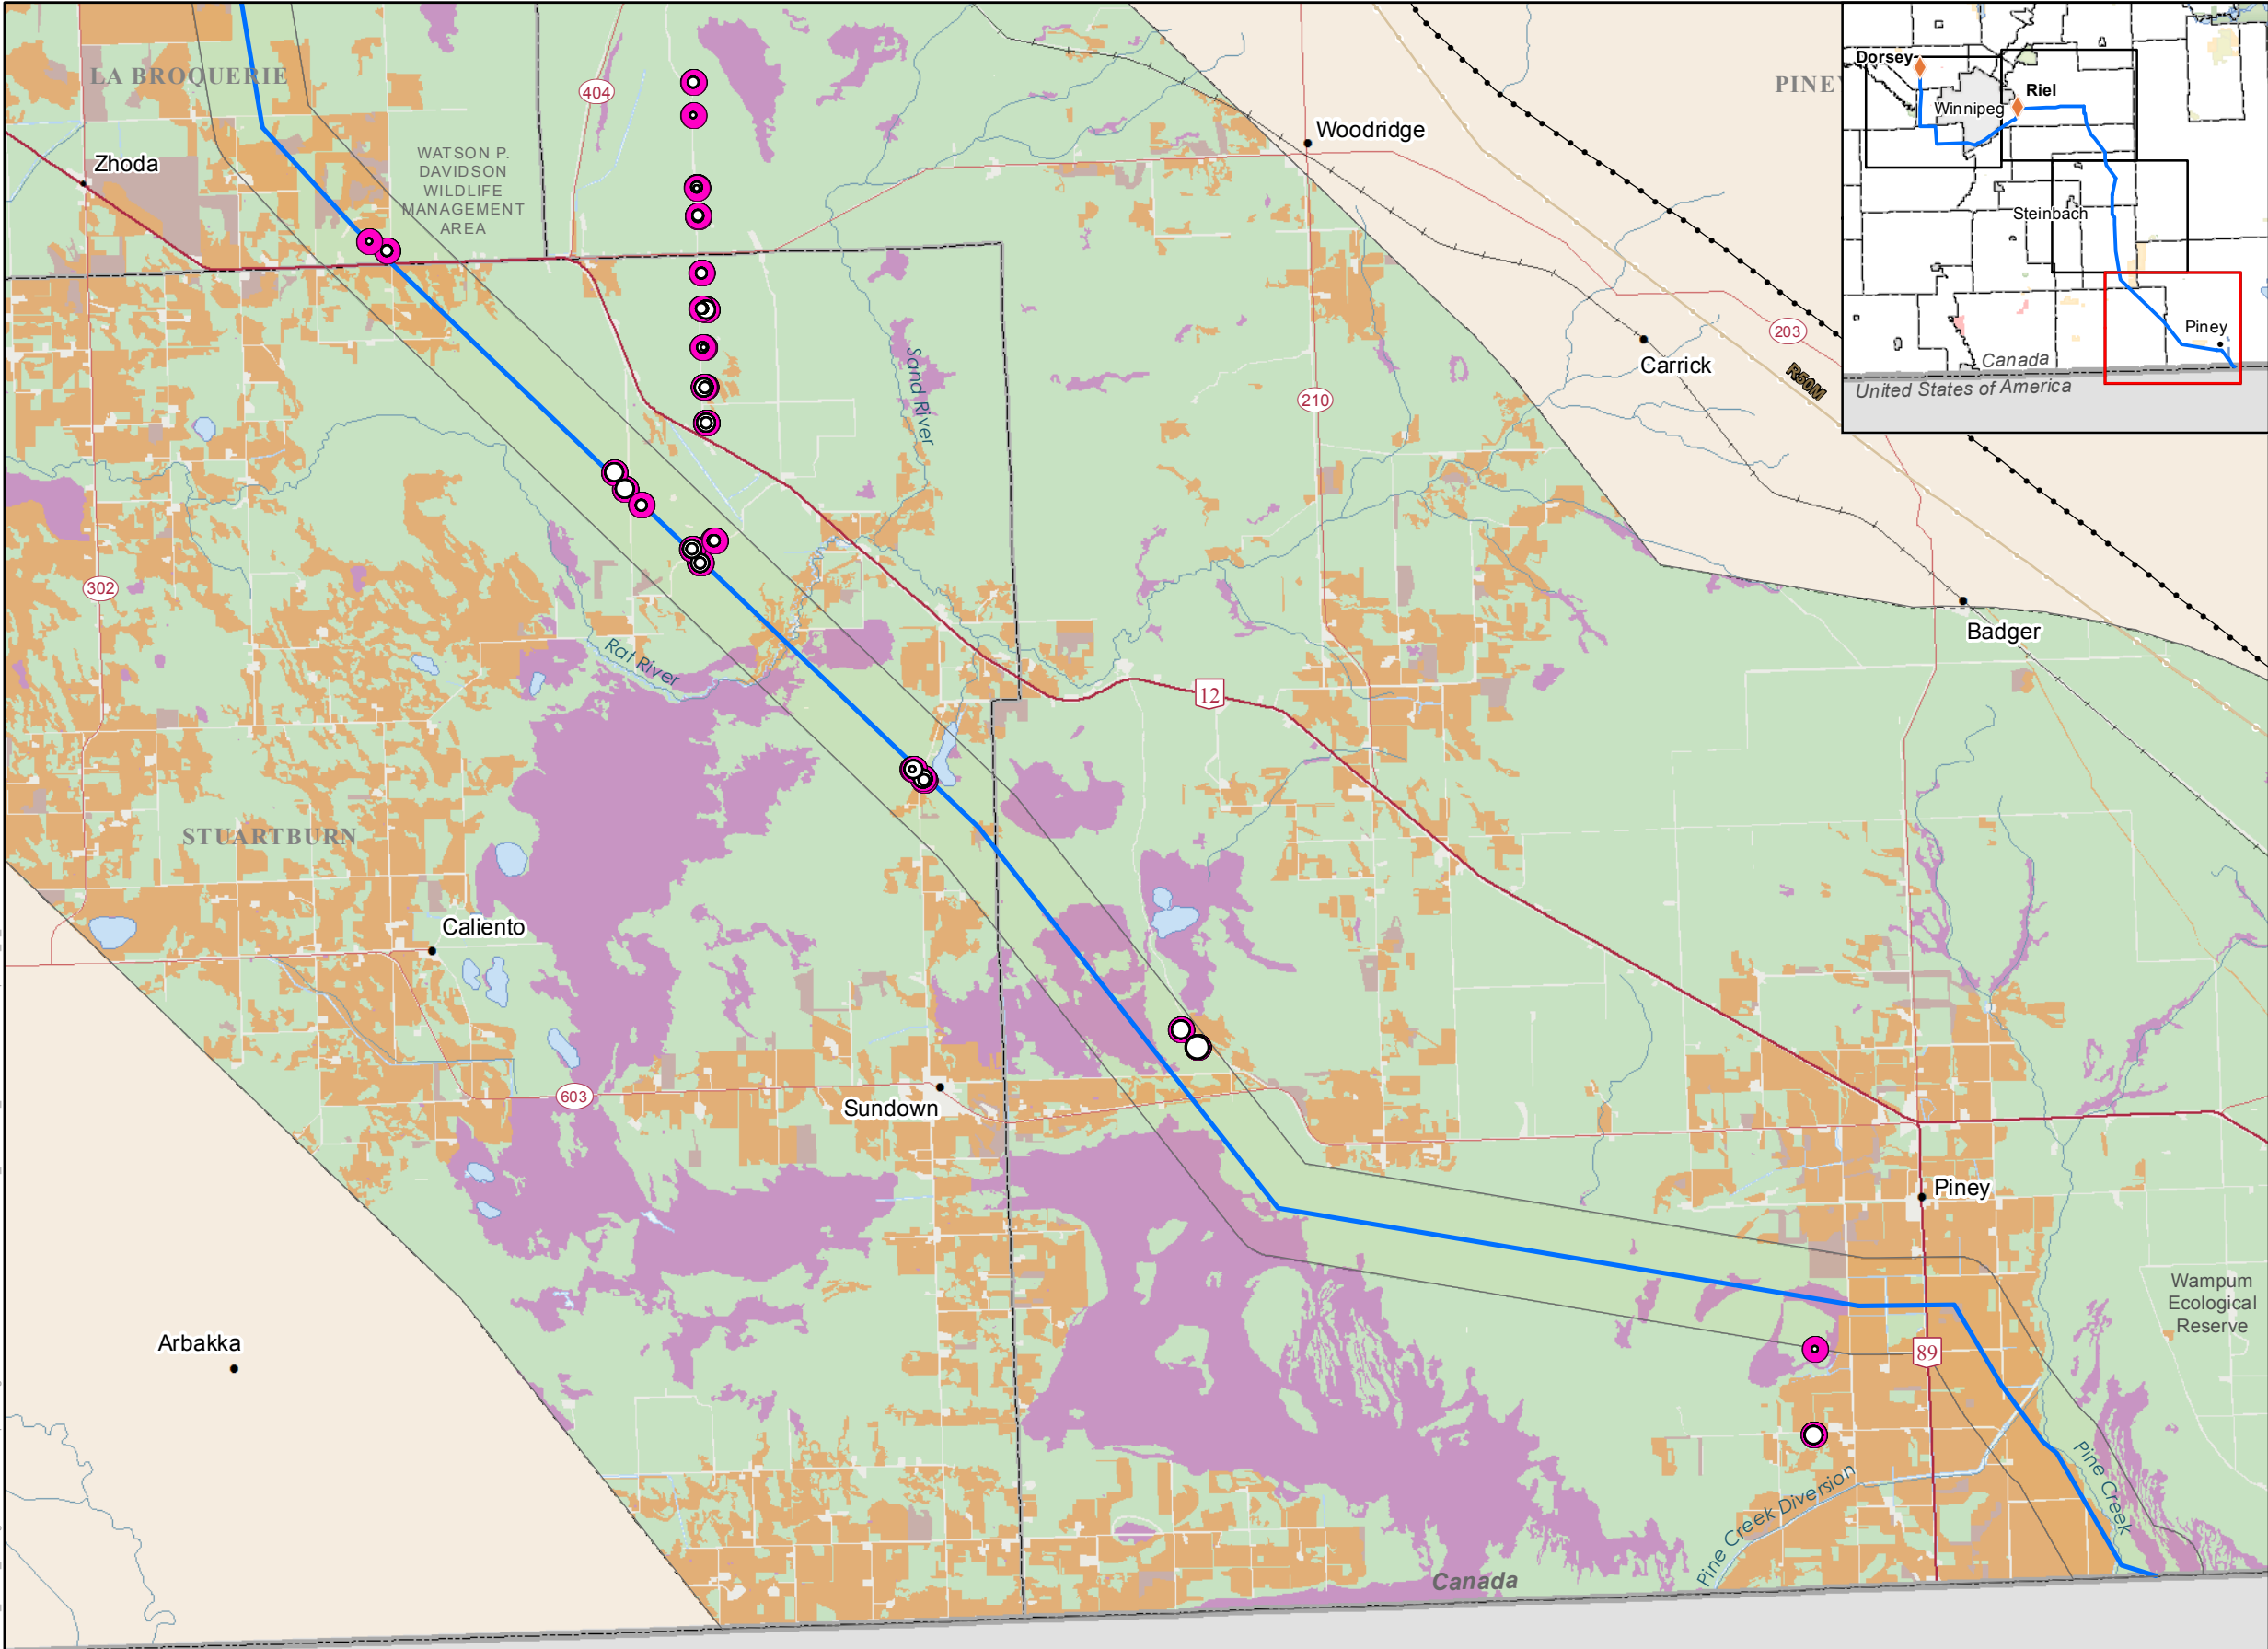 LA BROQUERIE
404
PINEY
Dorsey
Riel
Winnipeg
Woodridge
WATSON P.
DAVIDSON
WILDLIFE
MANAGEMENT
AREA
Zhoda
Steinbach
Piney
Canada
United States of America
203
Carrick
R50M
210
Sand River
302
Badger
Rat River
12
STUARTBURN
Caliento
603
Sundown
Piney
Wampum
Ecological
Reserve
Arbakka
89
Pine Creek
Pine Creek Diversion
Canada